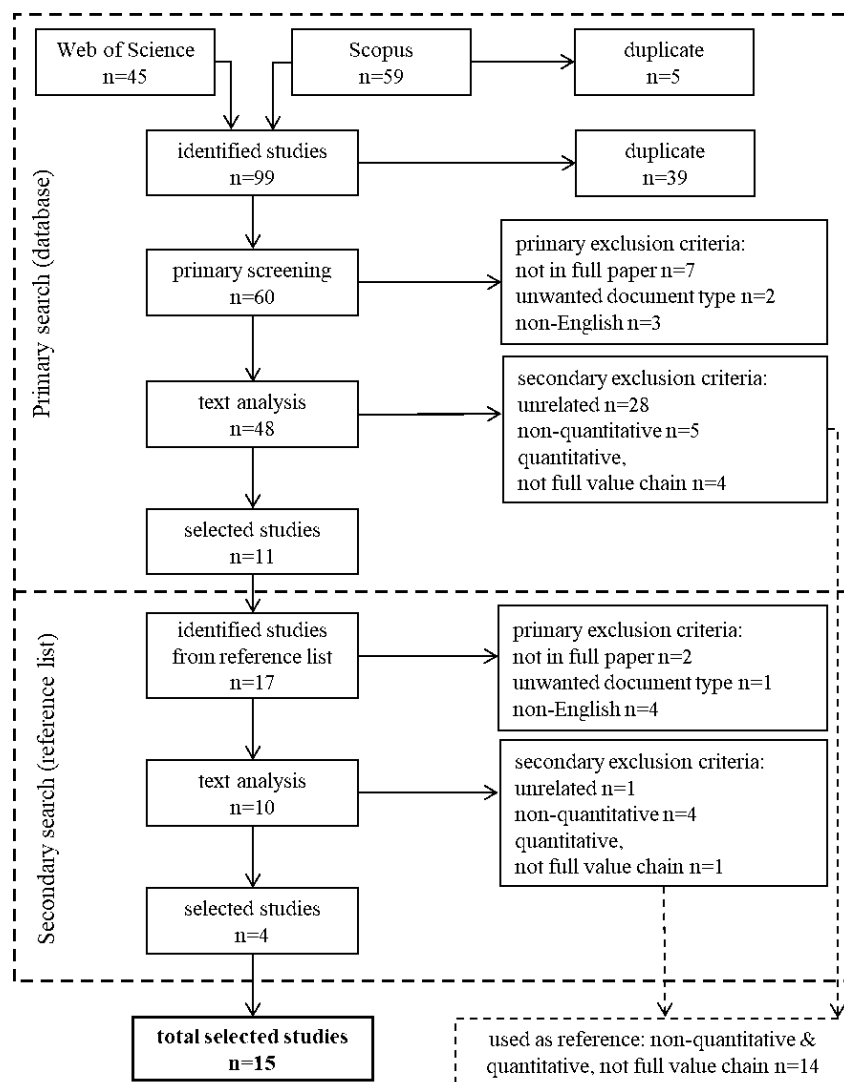 Web of Science
n=45
Scopus
n=59
duplicate
n=5
identified studies
n=99
duplicate
n=39
primary screening
n=60
primary exclusion criteria:
not in full paper n=7
unwanted document type n=2
non-English n=3
text analysis
n=48
secondary exclusion criteria:
unrelated n=28
non-quantitative n=5
quantitative,
not full value chain n=4
selected studies
n=11
Primary search (database)
identified studies
from reference list
n=17
primary exclusion criteria:
not in full paper n=2
unwanted document type n=1
non-English n=4
text analysis
n=10
secondary exclusion criteria:
unrelated n=1
non-quantitative n=4
quantitative,
not full value chain n=1
selected studies
n=4
Secondary search (reference list)
total selected studies
n=15
used as reference: non-quantitative &
quantitative, not full value chain n=14